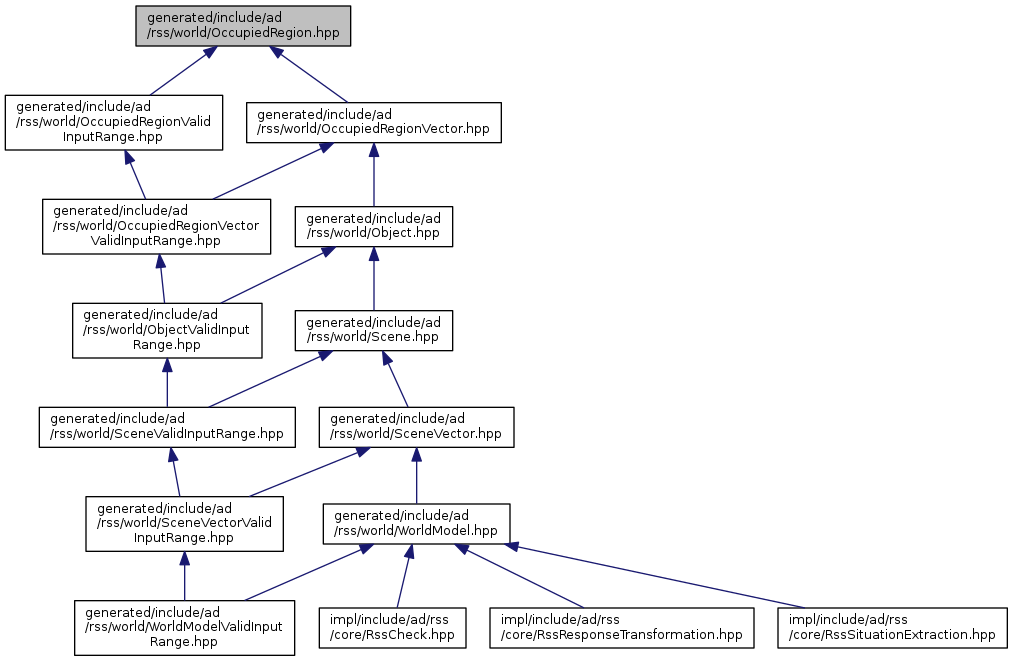 generated/include/ad
/rss/world/OccupiedRegion.hpp
generated/include/ad
/rss/world/OccupiedRegionValid
InputRange.hpp
generated/include/ad
/rss/world/OccupiedRegionVector.hpp
generated/include/ad
/rss/world/OccupiedRegionVector
ValidInputRange.hpp
generated/include/ad
/rss/world/Object.hpp
generated/include/ad
/rss/world/ObjectValidInput
Range.hpp
generated/include/ad
/rss/world/Scene.hpp
generated/include/ad
/rss/world/SceneValidInputRange.hpp
generated/include/ad
/rss/world/SceneVector.hpp
generated/include/ad
/rss/world/SceneVectorValid
InputRange.hpp
generated/include/ad
/rss/world/WorldModel.hpp
generated/include/ad
/rss/world/WorldModelValidInput
Range.hpp
impl/include/ad/rss
/core/RssCheck.hpp
impl/include/ad/rss
/core/RssResponseTransformation.hpp
impl/include/ad/rss
/core/RssSituationExtraction.hpp